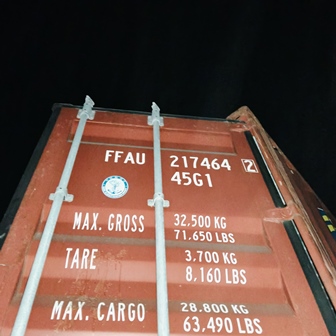 FFAU 217464 2
45G1
MAX. GROSS 32,500 KG
71,650 LBS
TARE 3,700 KG
8,160 LBS
MAX. CARGO 28.800 KG
63,490 LBS